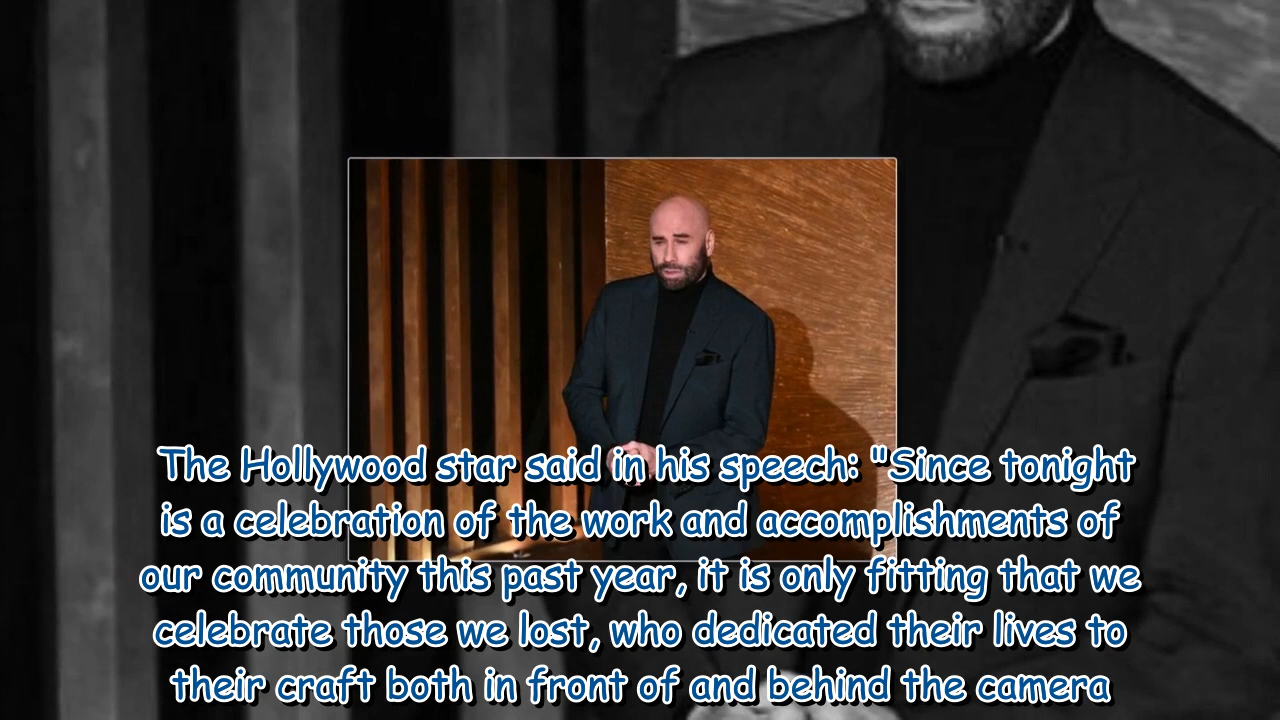 The Hollywood star said in his speech: "Since tonight
is a celebration of the work and accomplishments of
our community this past year, it is only fitting that we
celebrate those we lost, who dedicated their lives to
their craft both in front of and behind the camera